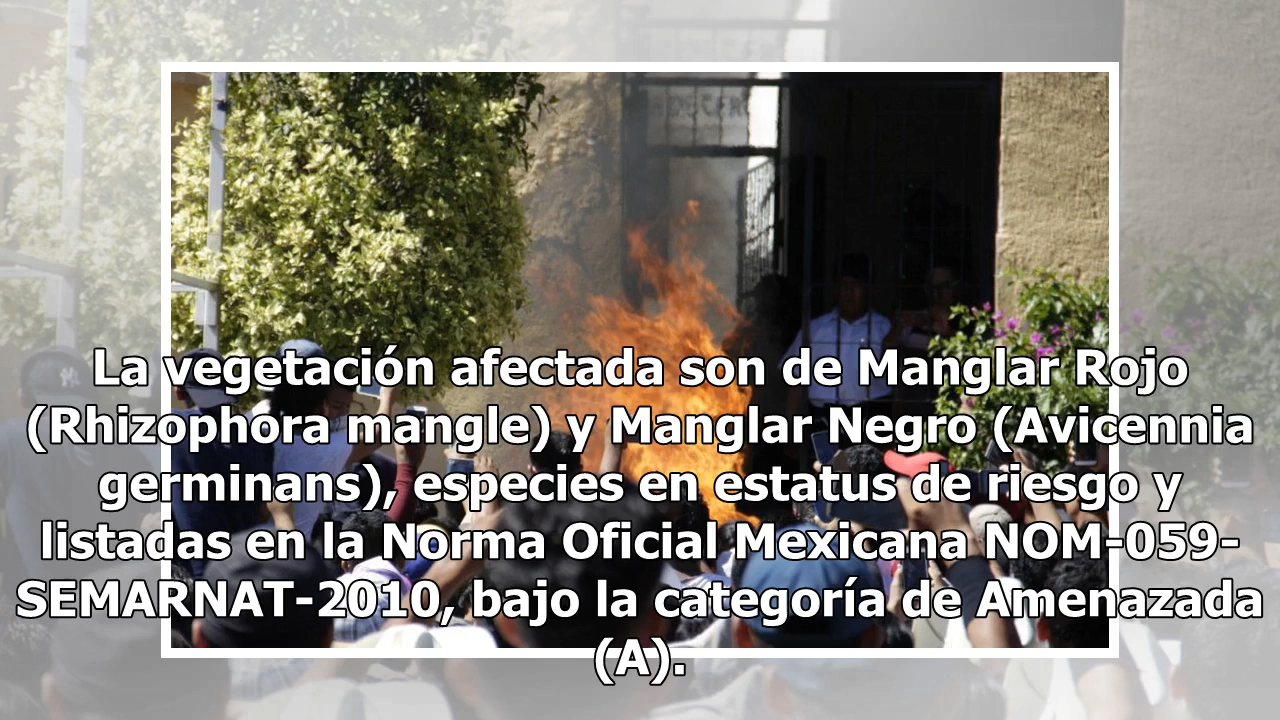 La vegetación afectada son de Manglar Rojo
(Rhizophora mangle) y Manglar Negro (Avicennia
germinans), especies en estatus de riesgo y
listadas en la Norma Oficial Mexicana NOM-059-
SEMARNAT-2010, bajo la categoría de Amenazada
(A).